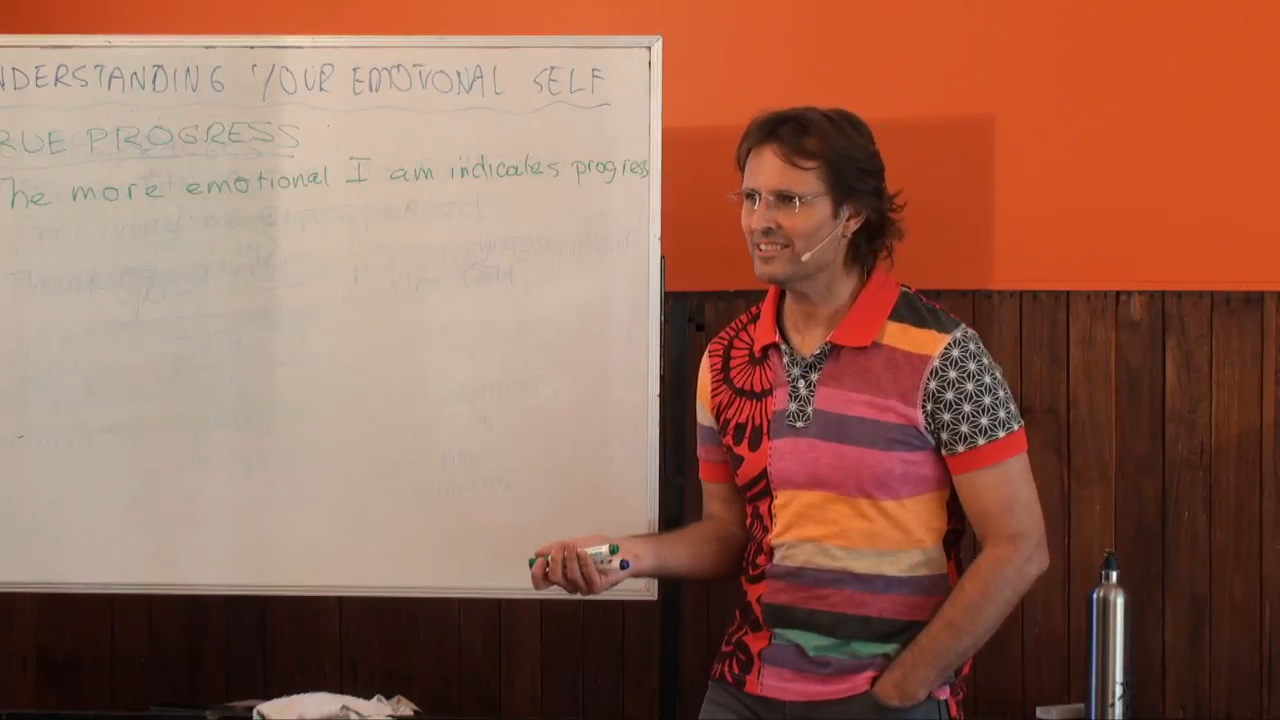 NDERSTANDING YOUR EMOTIONAL SELF
RUE PROGRESS
The more emotional I am indicates progress